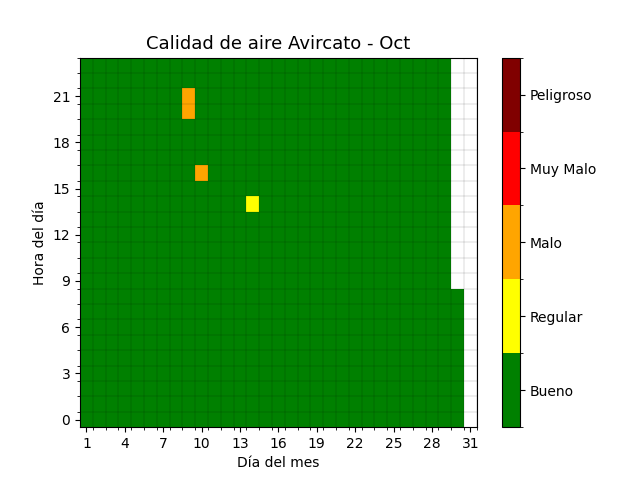 Calidad de aire Avircato - Oct
Hora del día
21
18
15
12
9
6
3
0
1 4 7 10 13 16 19 22 25 28 31
Día del mes
Peligroso
Muy Malo
Malo
Regular
Bueno